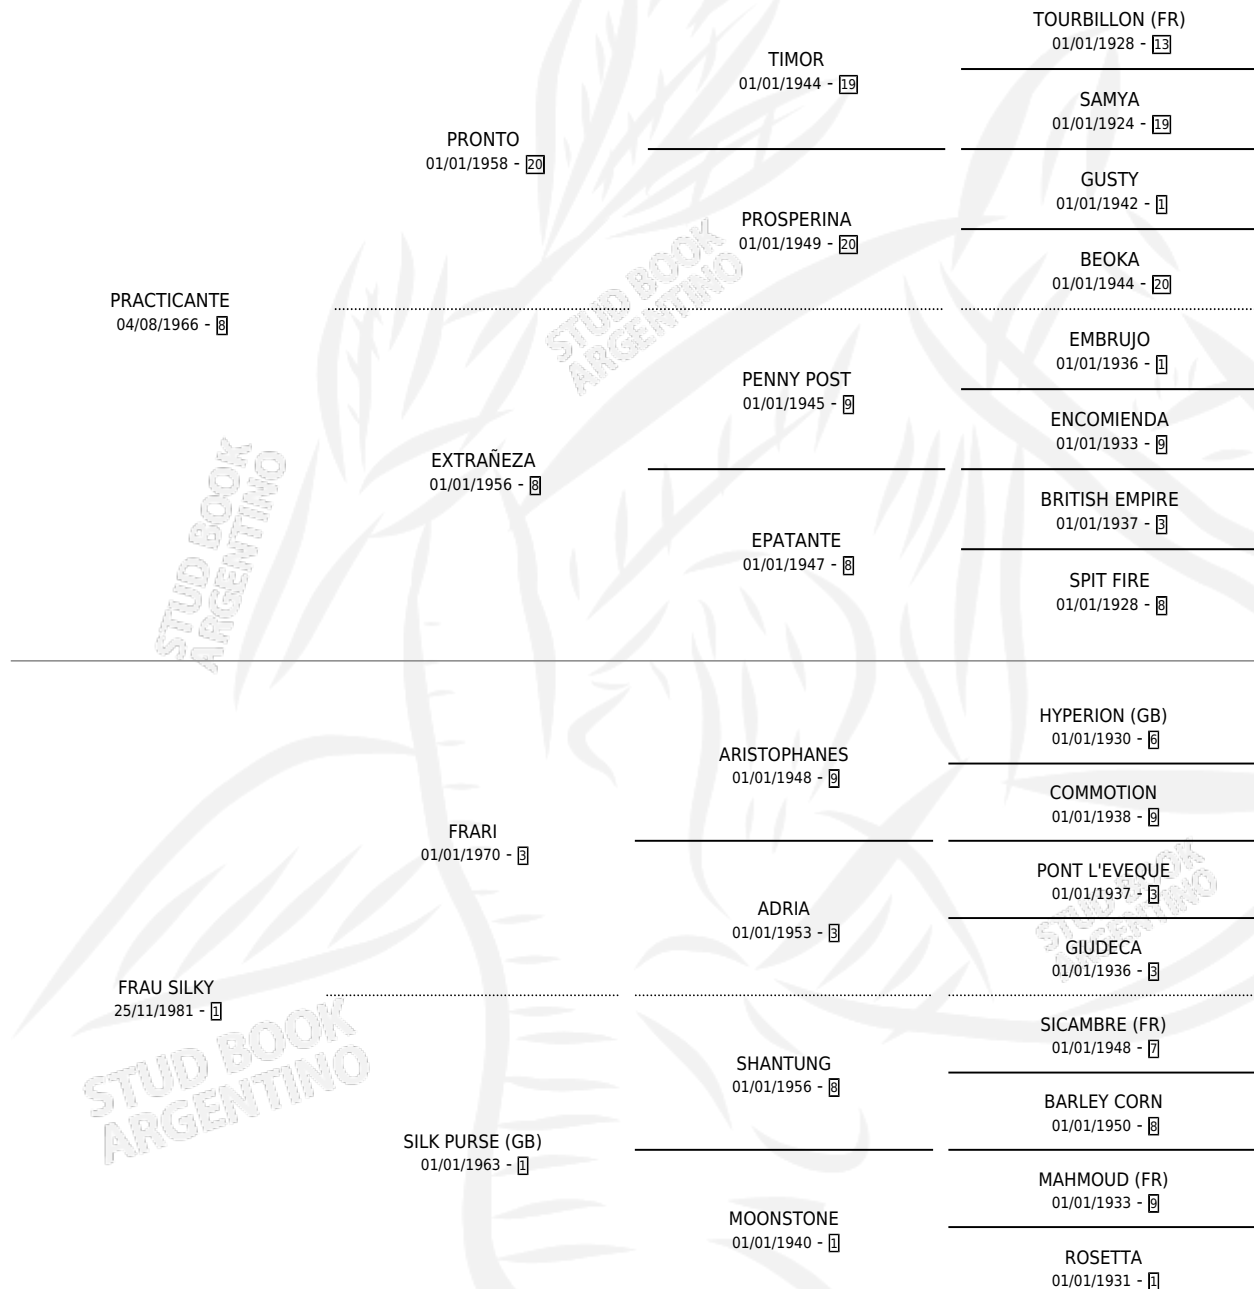 TOURBILLON (FR)
01/01/1928 - 13
TIMOR
01/01/1944 - 19
SAMYA
01/01/1924 - 19
PRONTO
01/01/1958 - 20
GUSTY
01/01/1942 - 1
PROSPERINA
01/01/1949 - 20
BEOKA
01/01/1944 - 20
PRACTICANTE
04/08/1966 - 8
EMBRUJO
01/01/1936 - 1
PENNY POST
01/01/1945 - 9
ENCOMIENDA
01/01/1933 - 9
EXTRAÑEZA
01/01/1956 - 8
BRITISH EMPIRE
01/01/1937 - 3
EPATANTE
01/01/1947 - 8
SPIT FIRE
01/01/1928 - 8
HYPERION (GB)
01/01/1930 - 6
ARISTOPHANES
01/01/1948 - 9
COMMOTION
01/01/1938 - 9
FRARI
01/01/1970 - 3
PONT L'EVEQUE
01/01/1937 - 3
ADRIA
01/01/1953 - 3
GIUDECA
01/01/1936 - 3
FRAU SILKY
25/11/1981 - 1
SICAMBRE (FR)
01/01/1948 - 7
SHANTUNG
01/01/1956 - 8
BARLEY CORN
01/01/1950 - 8
SILK PURSE (GB)
01/01/1963 - 1
MAHMOUD (FR)
01/01/1933 - 9
MOONSTONE
01/01/1940 - 1
ROSETTA
01/01/1931 - 1
STUD BOOK
ARGENTINO
STUD BOOK
ARGENTINO
STUD BOOK
ARGENTINO
STUD BOOK
ARGENTINO